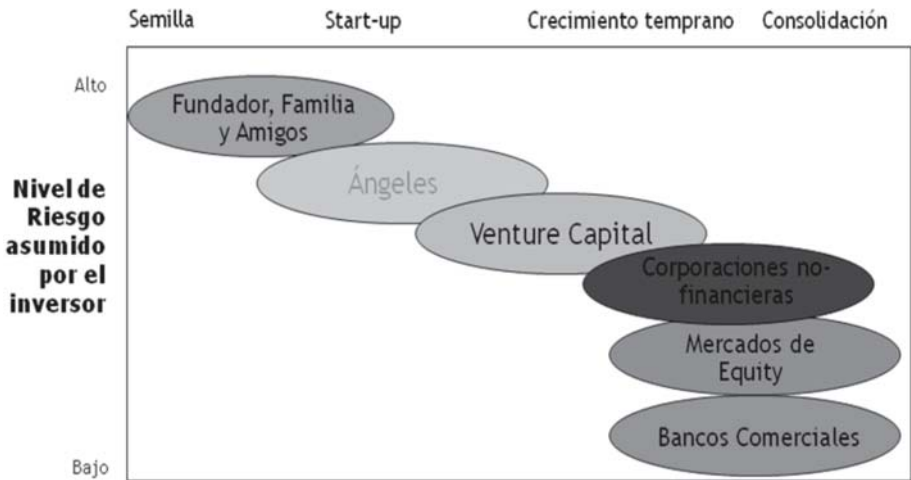 Semilla Start-up Crecimiento temprano Consolidación
Alto
Fundador, Familia
y Amigos
Ángeles
Nivel de
Riesgo
asumido
por el
inversor
Venture Capital
Corporaciones no-
financieras
Mercados de
Equity
Bancos Comerciales
Bajo